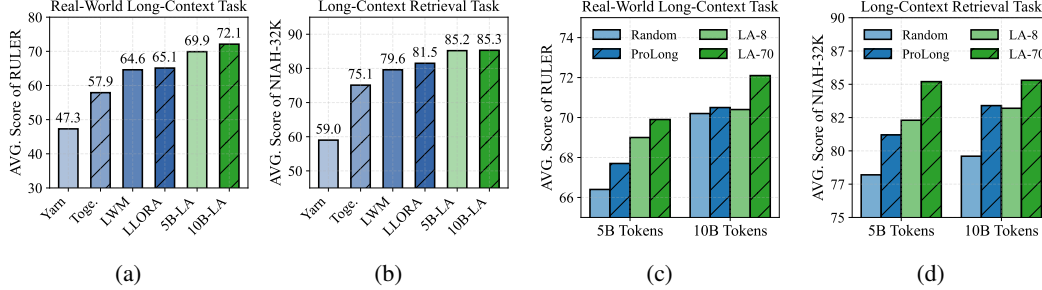 Real-World Long-Context Task
AVG. Score of RULER
80
70
60
50
40
30
47.3
57.9
64.6
65.1
69.9
72.1
Yarn
Toge.
LWM
LLORA
5B-LA
10B-LA
(a)
Long-Context Retrieval Task
AVG. Score of NIAH-32K
90
80
70
60
50
59.0
75.1
79.6
81.5
85.2
85.3
Yarn
Toge.
LWM
LLORA
5B-LA
10B-LA
(b)
Real-World Long-Context Task
AVG. Score of RULER
74
72
70
68
66
Random
ProLong
LA-8
LA-70
5B Tokens
10B Tokens
(c)
Long-Context Retrieval Task
AVG. Score of NIAH-32K
90
87
85
82
80
77
75
Random
ProLong
LA-8
LA-70
5B Tokens
10B Tokens
(d)